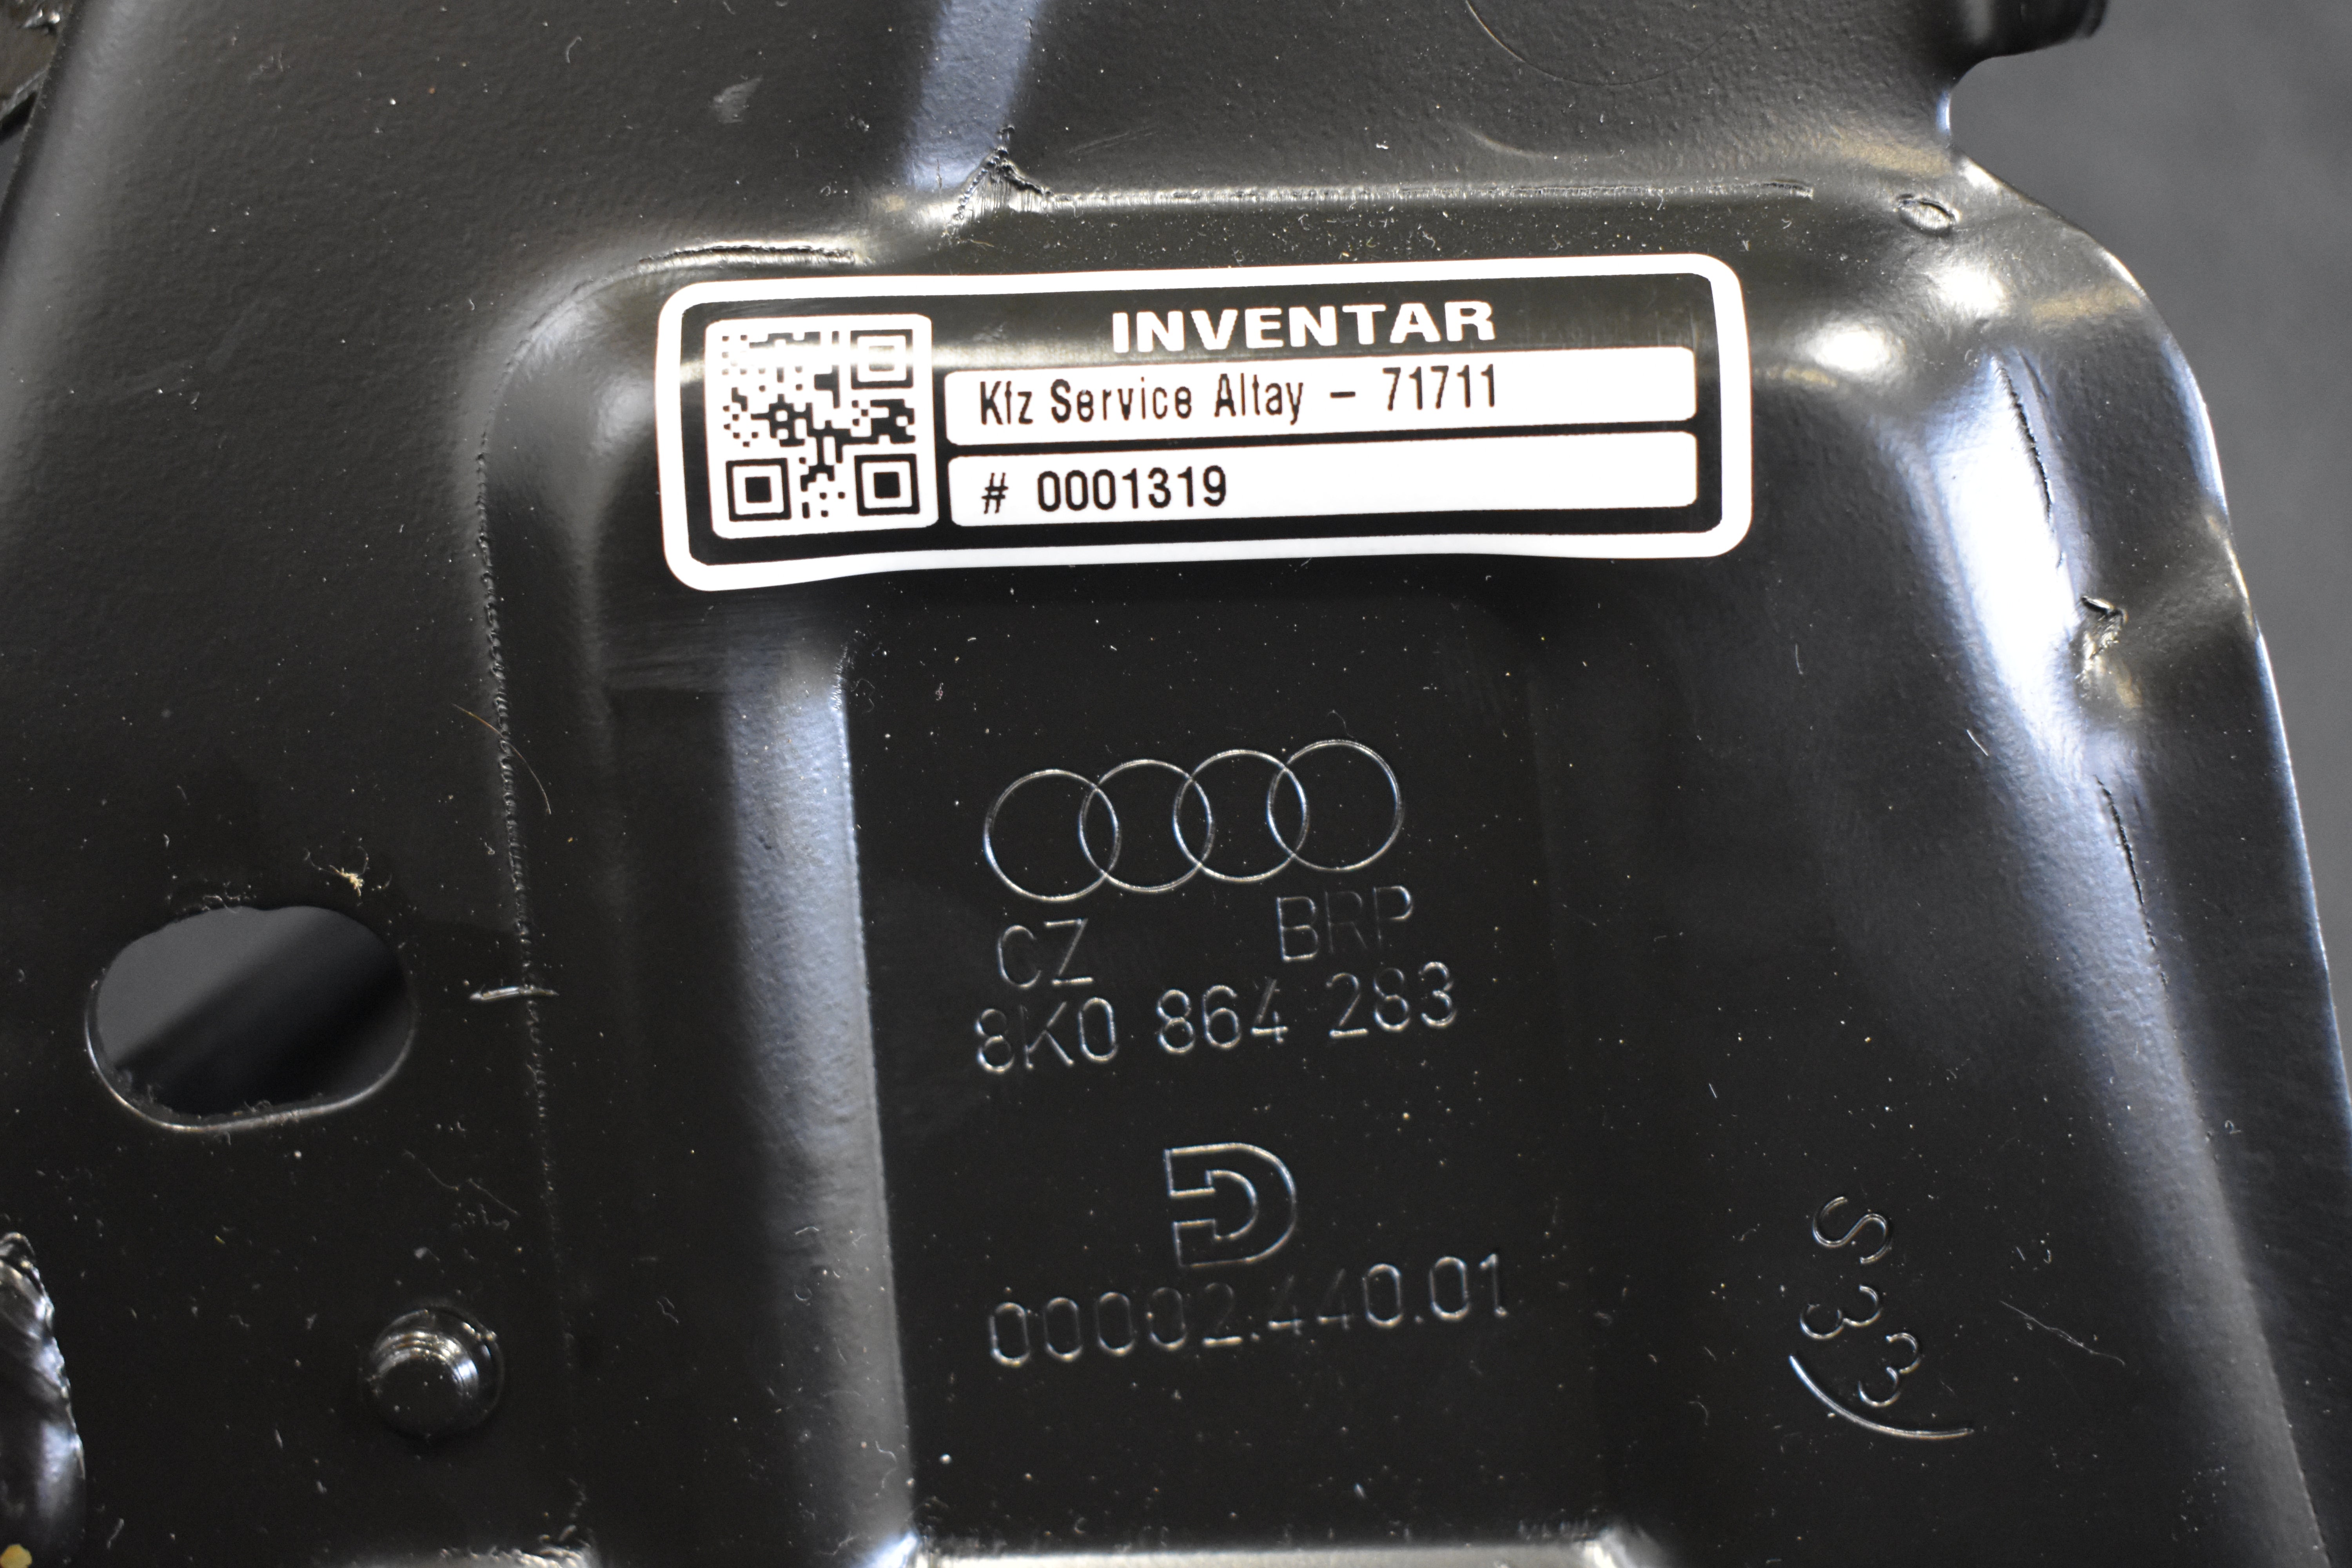 INVENTAR
Kfz Service Altay - 71711
# 0001319
CZ BRP
8K0 864 283
D
00002.440.01
S33